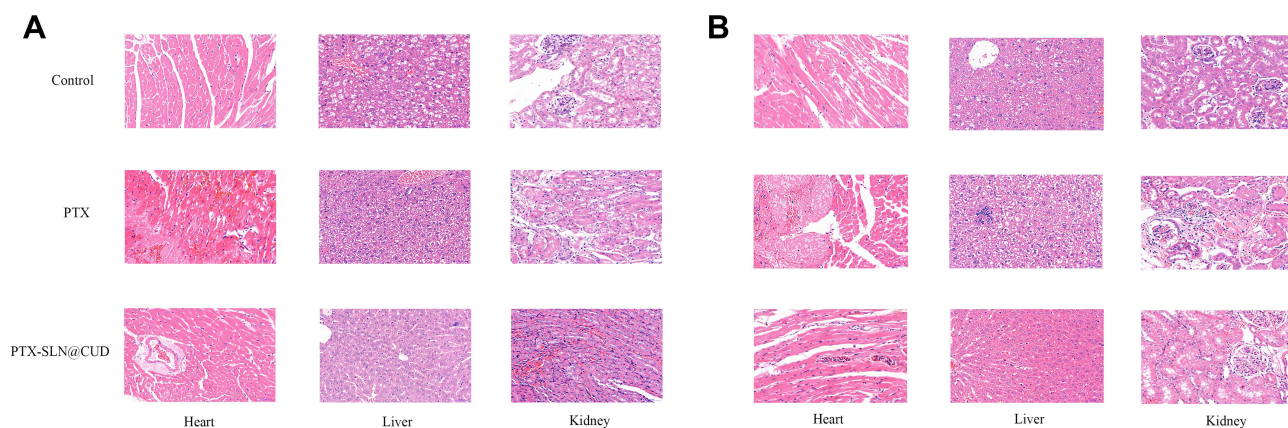 A
B
Control
PTX
PTX-SLN@CUD
Heart Liver Kidney
Heart Liver Kidney